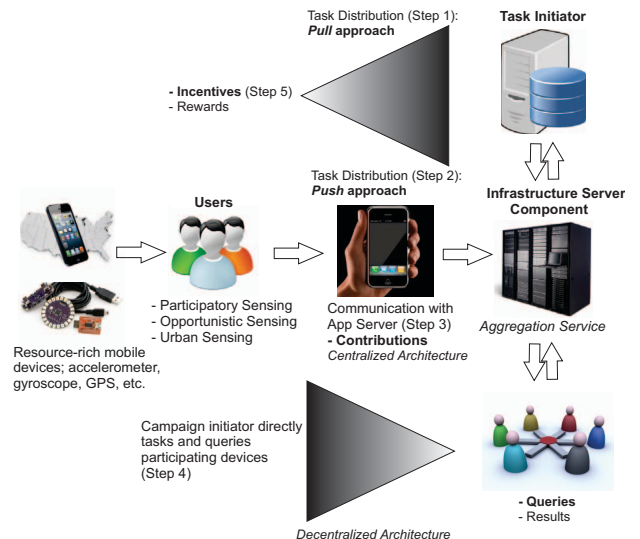 Task Distribution (Step 1):
Pull approach
Task Initiator
- Incentives (Step 5)
- Rewards
Task Distribution (Step 2):
Push approach
Users
Infrastructure Server
Component
- Participatory Sensing
- Opportunistic Sensing
- Urban Sensing
Communication with
App Server (Step 3)
- Contributions
Centralized Architecture
Aggregation Service
Resource-rich mobile
devices; accelerometer,
gyroscope, GPS, etc.
Campaign initiator directly
tasks and queries
participating devices
(Step 4)
Decentralized Architecture
- Queries
- Results